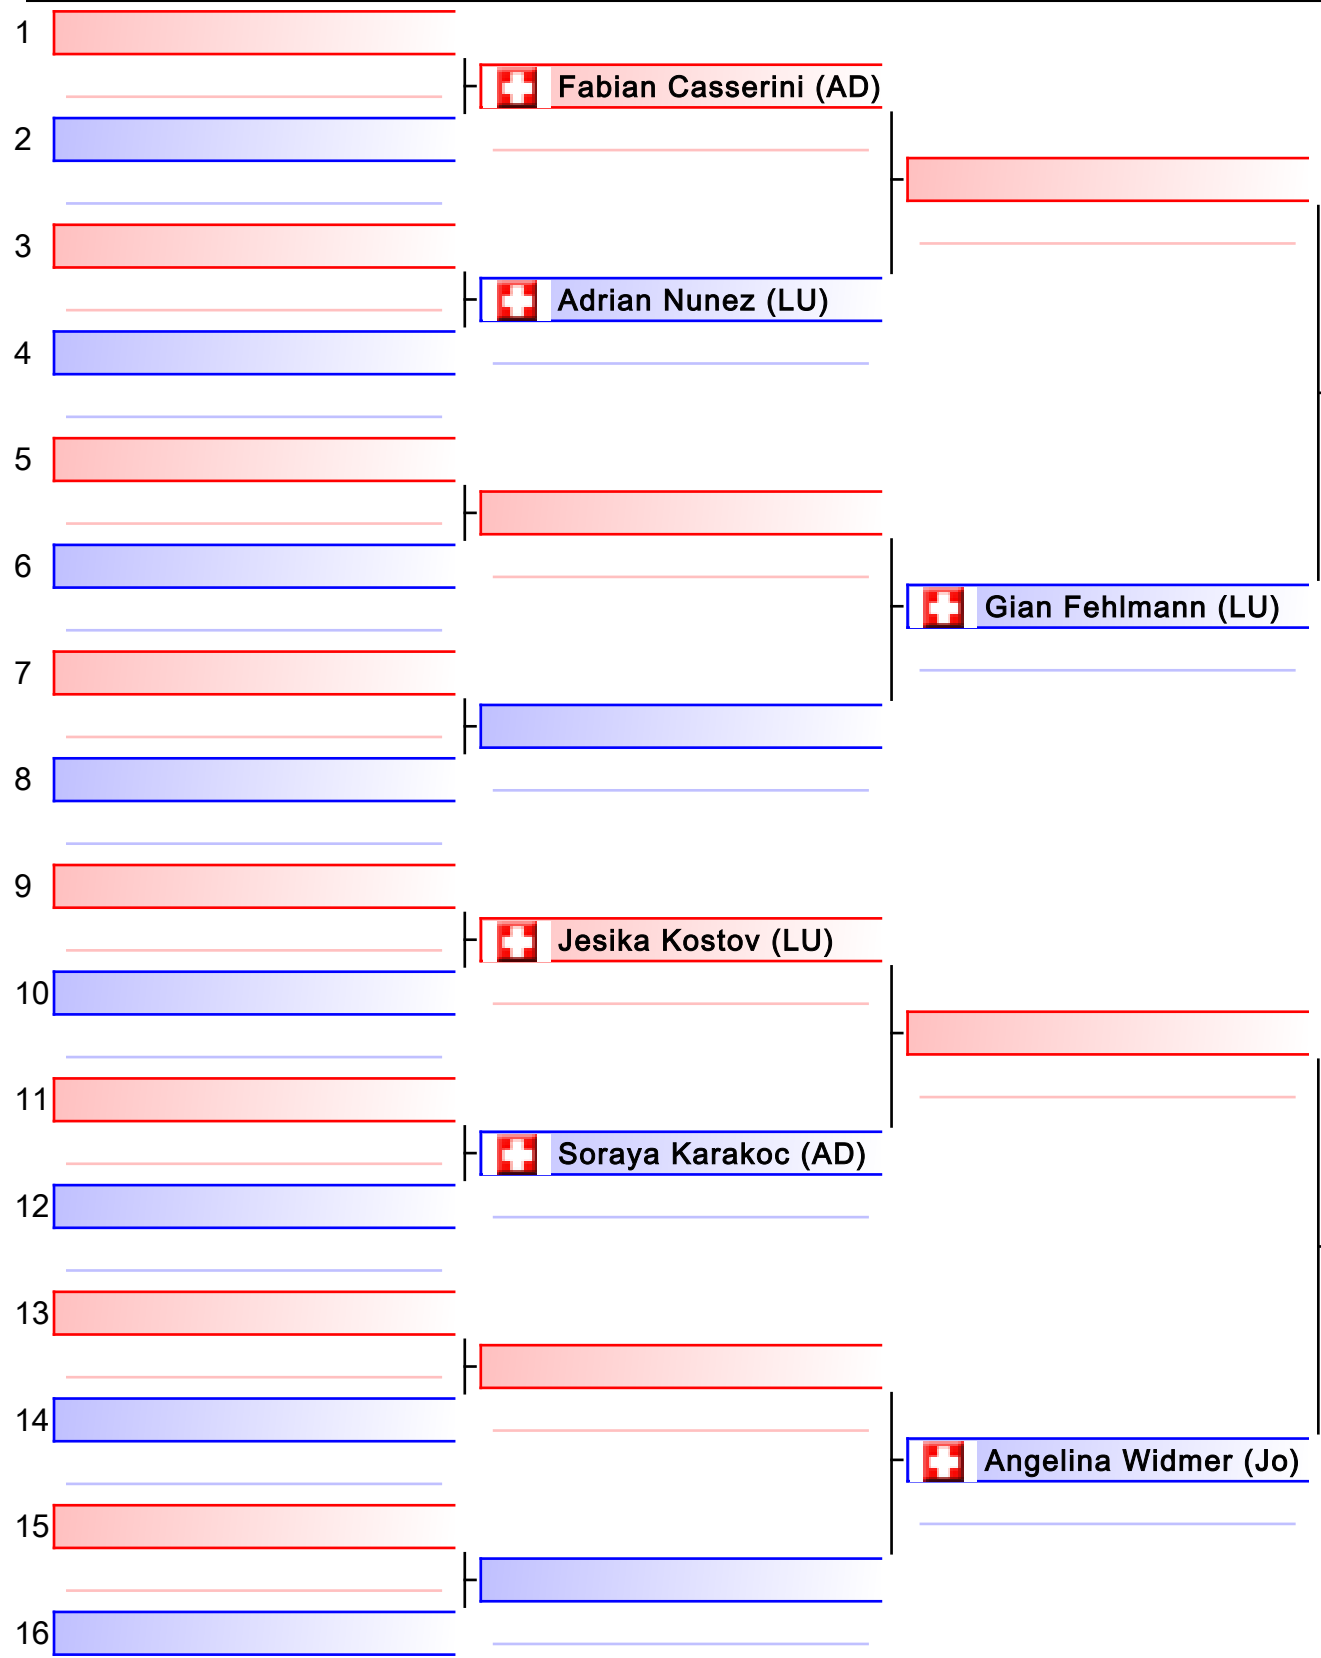 1
Fabian Casserini (AD)
2
3
Adrian Nunez (LU)
4
5
6
Gian Fehlmann (LU)
7
8
9
Jesika Kostov (LU)
10
11
Soraya Karakoc (AD)
12
13
14
Angelina Widmer (Jo)
15
16